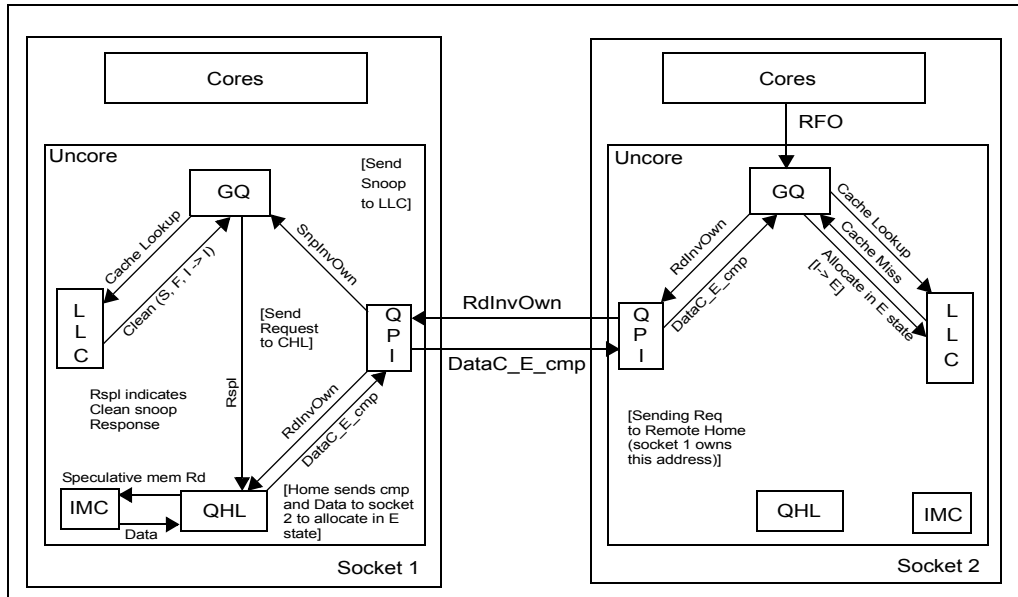 Cores
Uncore
[Send
Snoop
to LLC]
GQ
Cache Lookup
Clean (S, F, I -> I)
SnpInvOwn
L
L
C
[Send
Request
to CHL]
Q
P
I
Rspl indicates
Clean snoop
Response
Rspl
RdInvOwn
DataC_E_cmp
Speculative mem Rd
IMC
Data
QHL
[Home sends cmp
and Data to socket
2 to allocate in E
state]
Socket 1
RdInvOwn
DataC_E_cmp
Cores
RFO
Uncore
GQ
RdInvOwn
DataC_E_cmp
Cache Lookup
Cache Miss
Allocate in E state
[I-> E]
Q
P
I
L
L
C
[Sending Req
to Remote Home
(socket 1 owns
this address)]
QHL
IMC
Socket 2